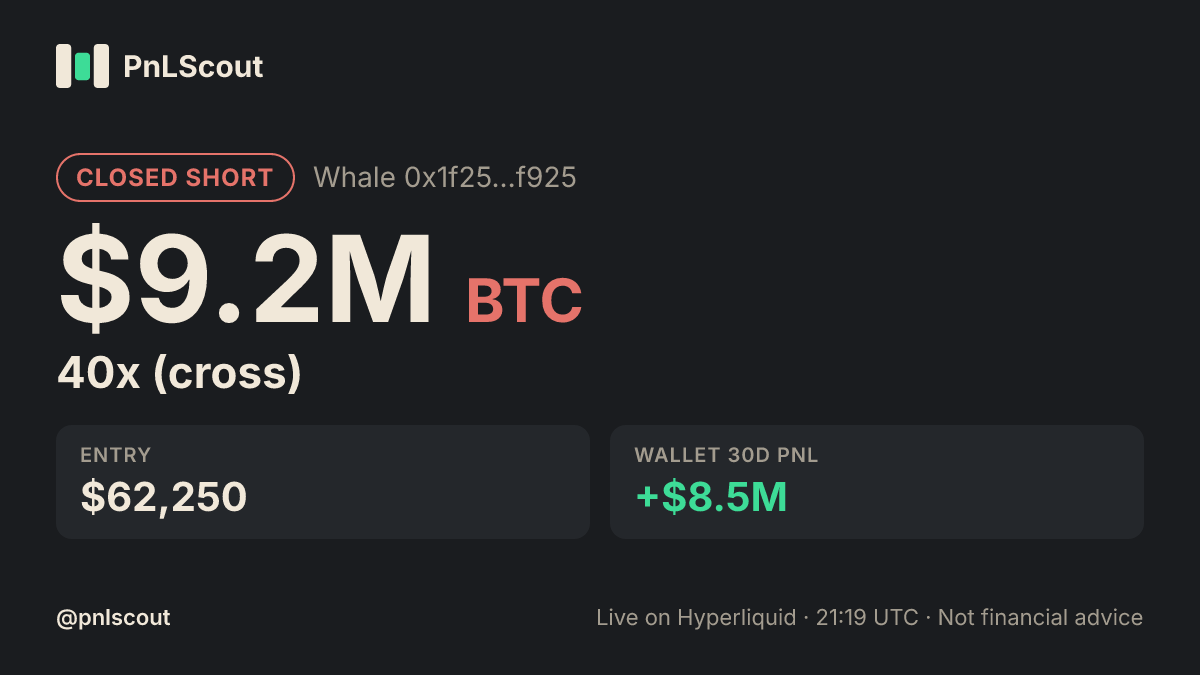 PnLScout
CLOSED SHORT Whale 0x1f25...f925
$9.2M BTC
40x (cross)
ENTRY
$62,250
WALLET 30D PNL
+$8.5M
@pnlscout
Live on Hyperliquid · 21:19 UTC · Not financial advice